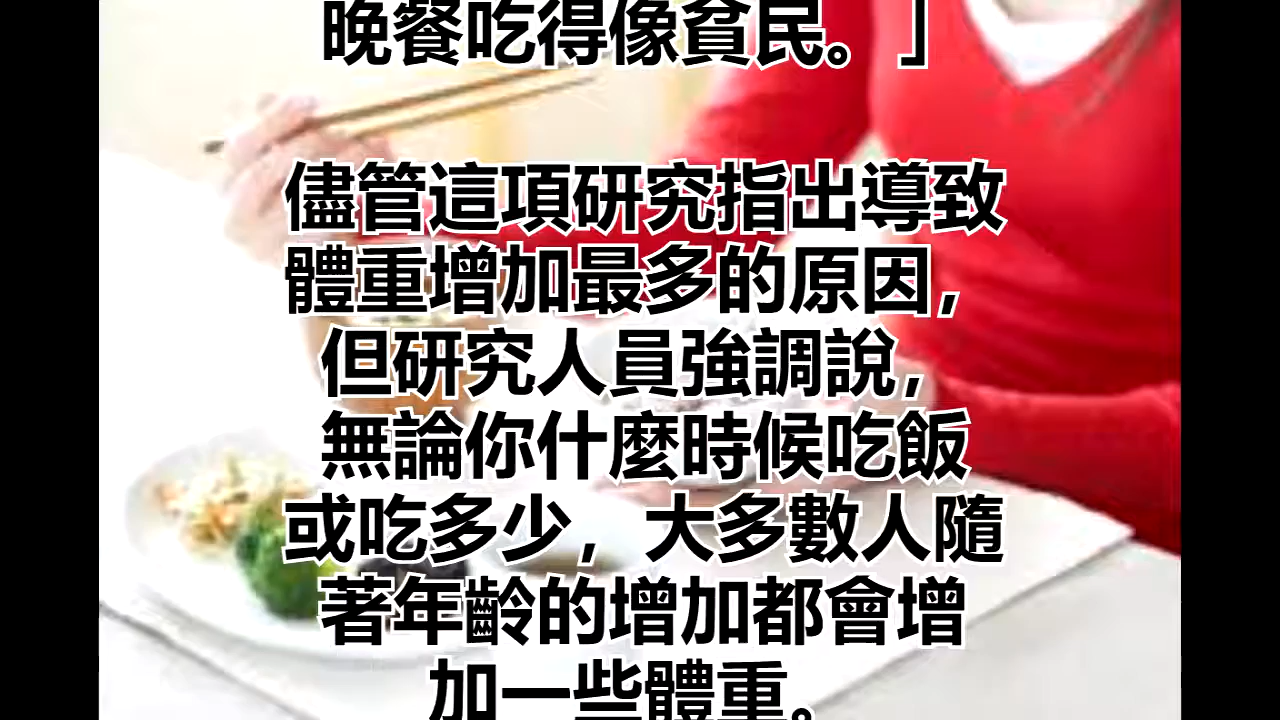 晚餐吃得像貧民。」
儘管這項研究指出導致
體重增加最多的原因，
但研究人員強調說，
無論你什麼時候吃飯
或吃多少，大多數人隨
著年齡的增加都會增
加一些體重。